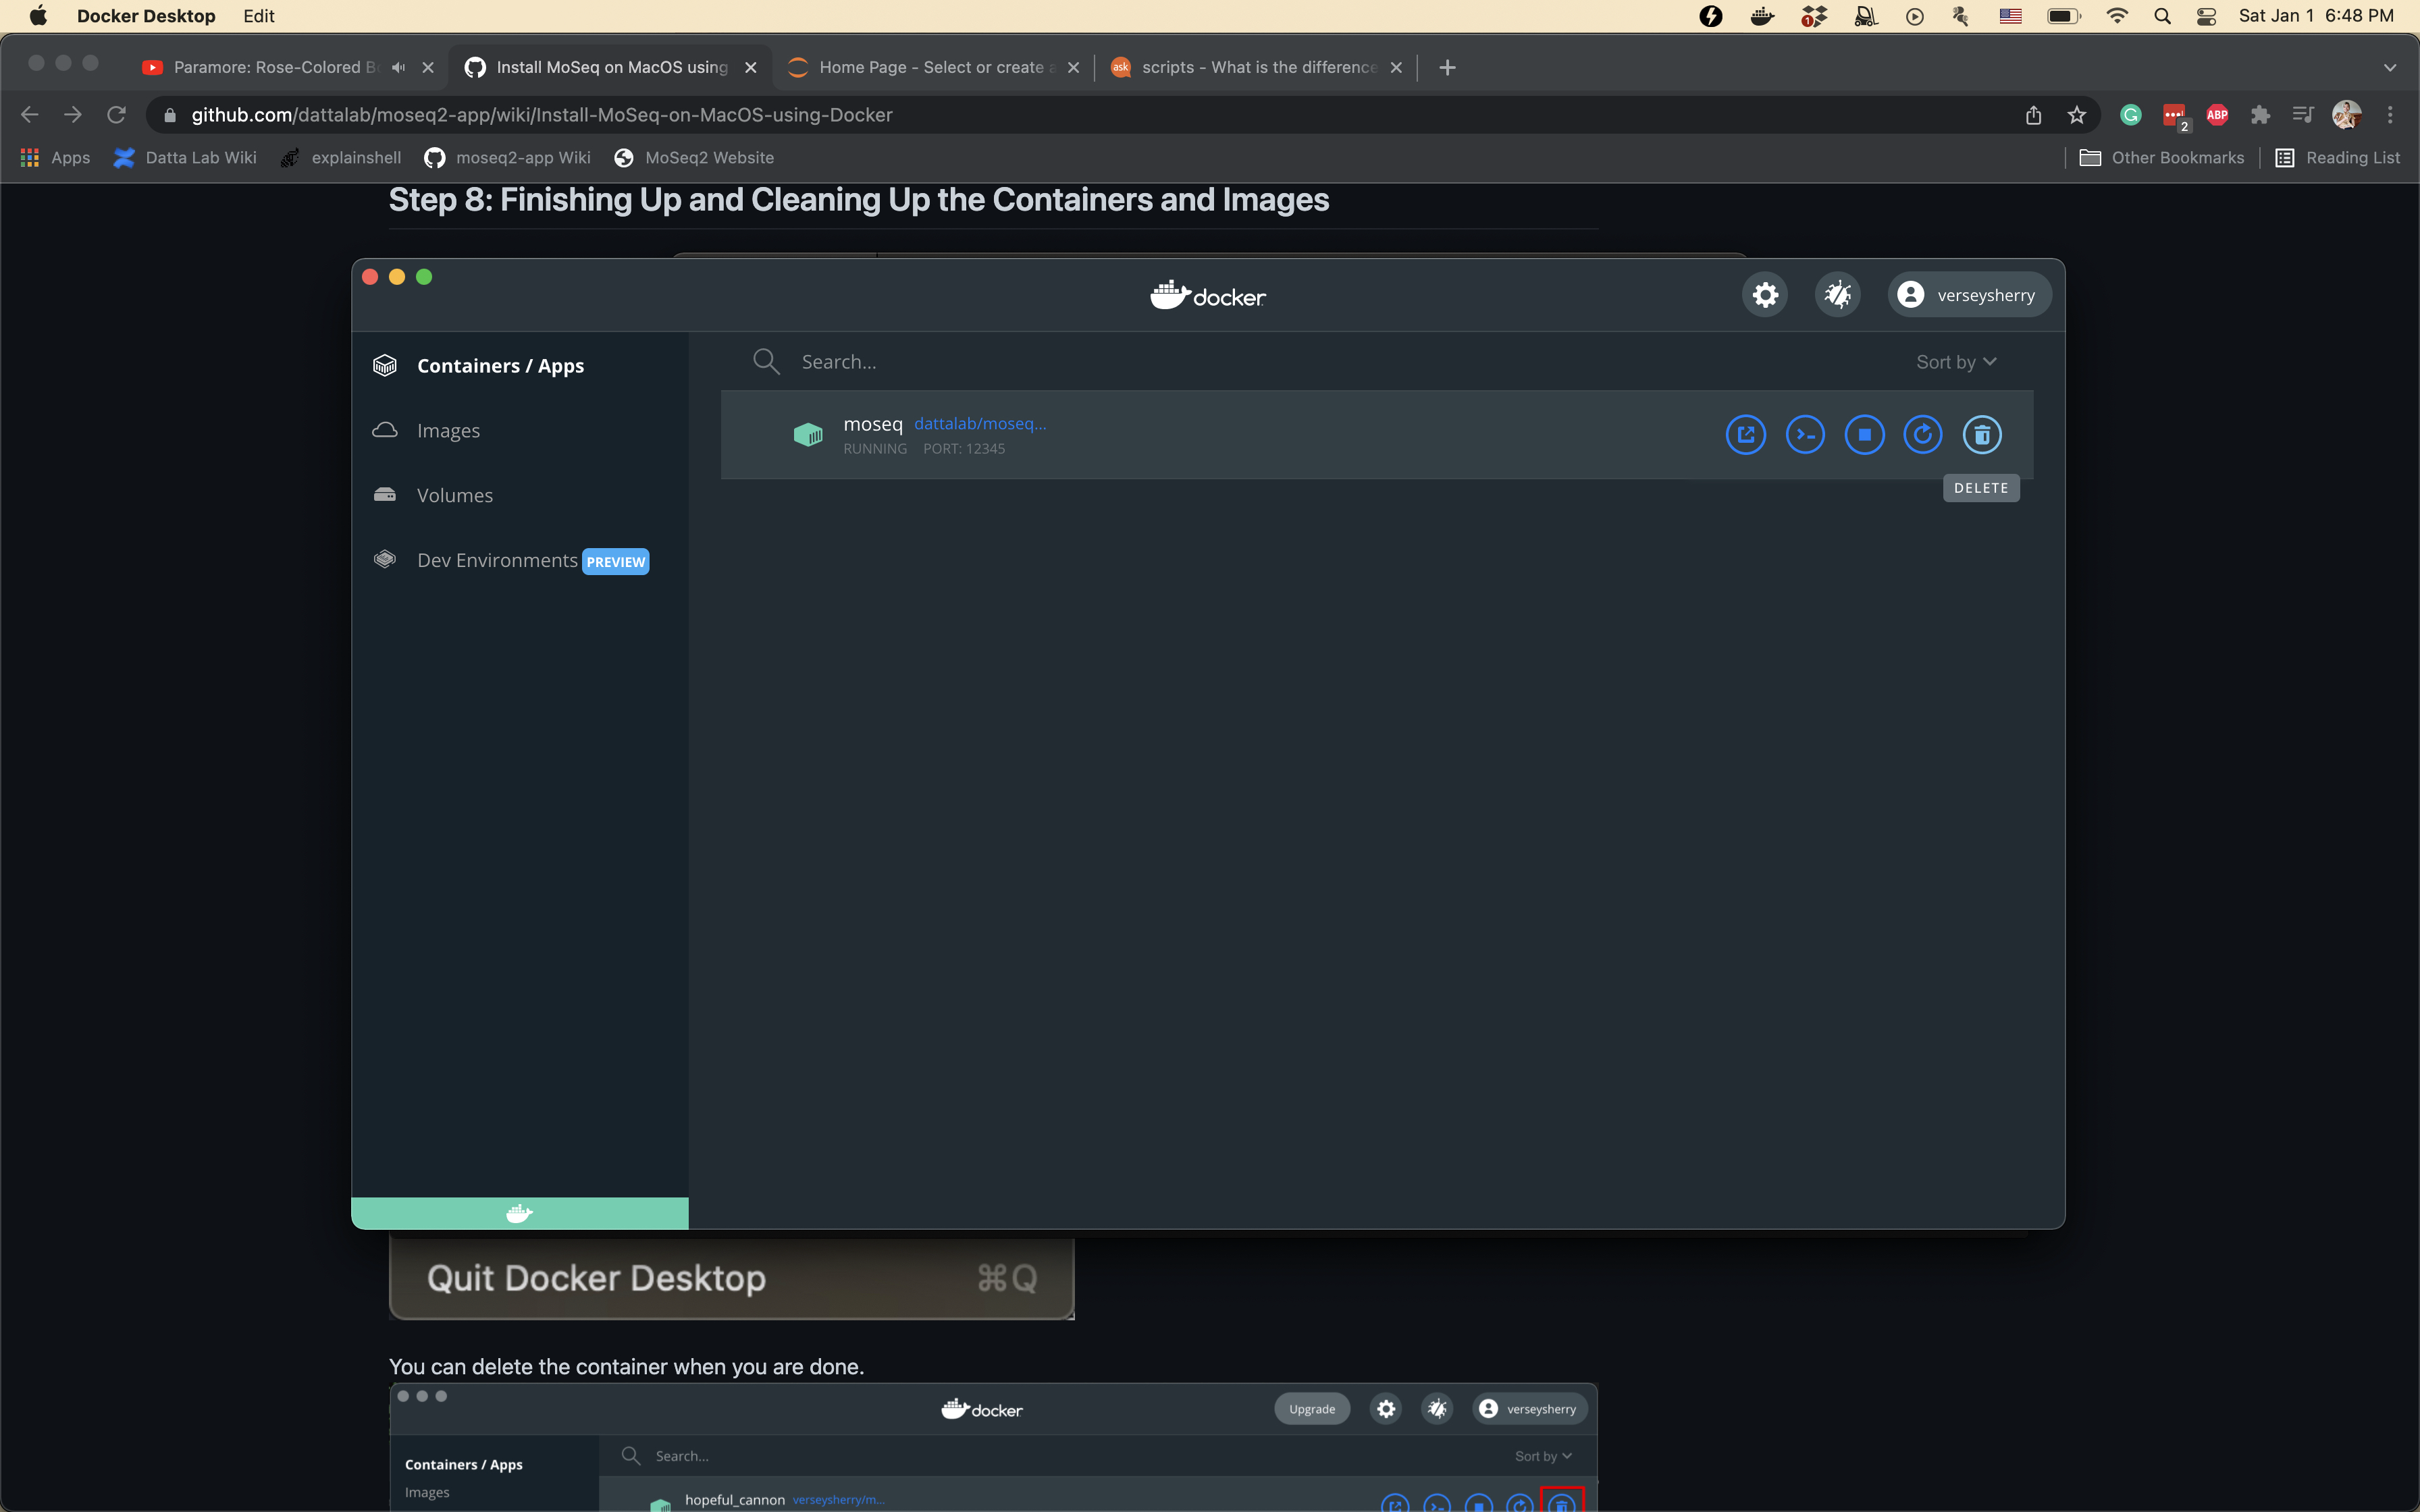 Docker Desktop Edit Sat Jan 1 6:48 PM
Paramore: Rose-Colored Install MoSeq on MacOS using Home Page - Select or create scripts - What is the difference
github.com/dattalab/moseq2-app/wiki/Install-MoSeq-on-MacOS-using-Docker ABP 2
Apps Datta Lab Wiki explainshell moseq2-app Wiki MoSeq2 Website Other Bookmarks Reading List
Step 8: Finishing Up and Cleaning Up the Containers and Images
docker verseysherry
Containers / Apps
Search... Sort by
moseq dattalab/moseq...
RUNNING PORT: 12345
DELETE
Images
Volumes
Dev Environments PREVIEW
Quit Docker Desktop ⌘Q
You can delete the container when you are done.
docker Upgrade verseysherry
Containers / Apps Search... Sort by
Images
hopeful_cannon verseysherry/m...